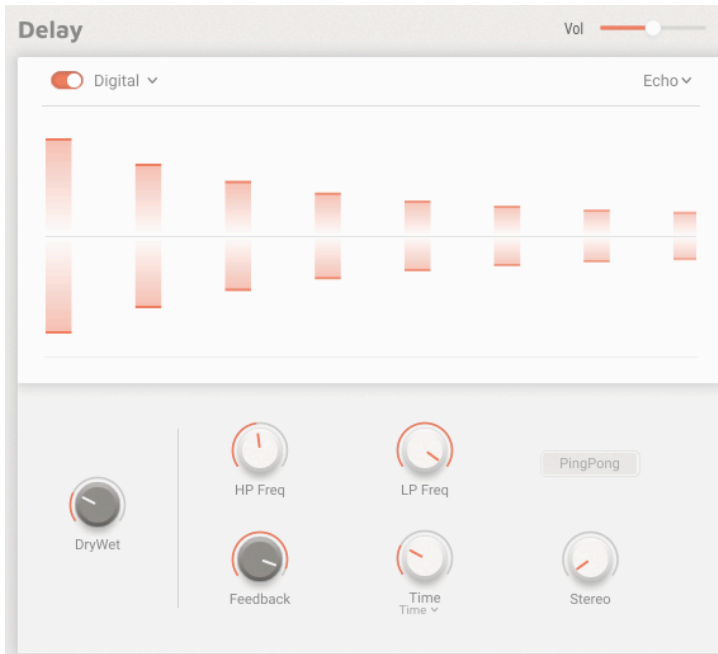 Delay
Vol
Digital
Echo
HP Freq
LP Freq
PingPong
DryWet
Feedback
Time
Time
Stereo